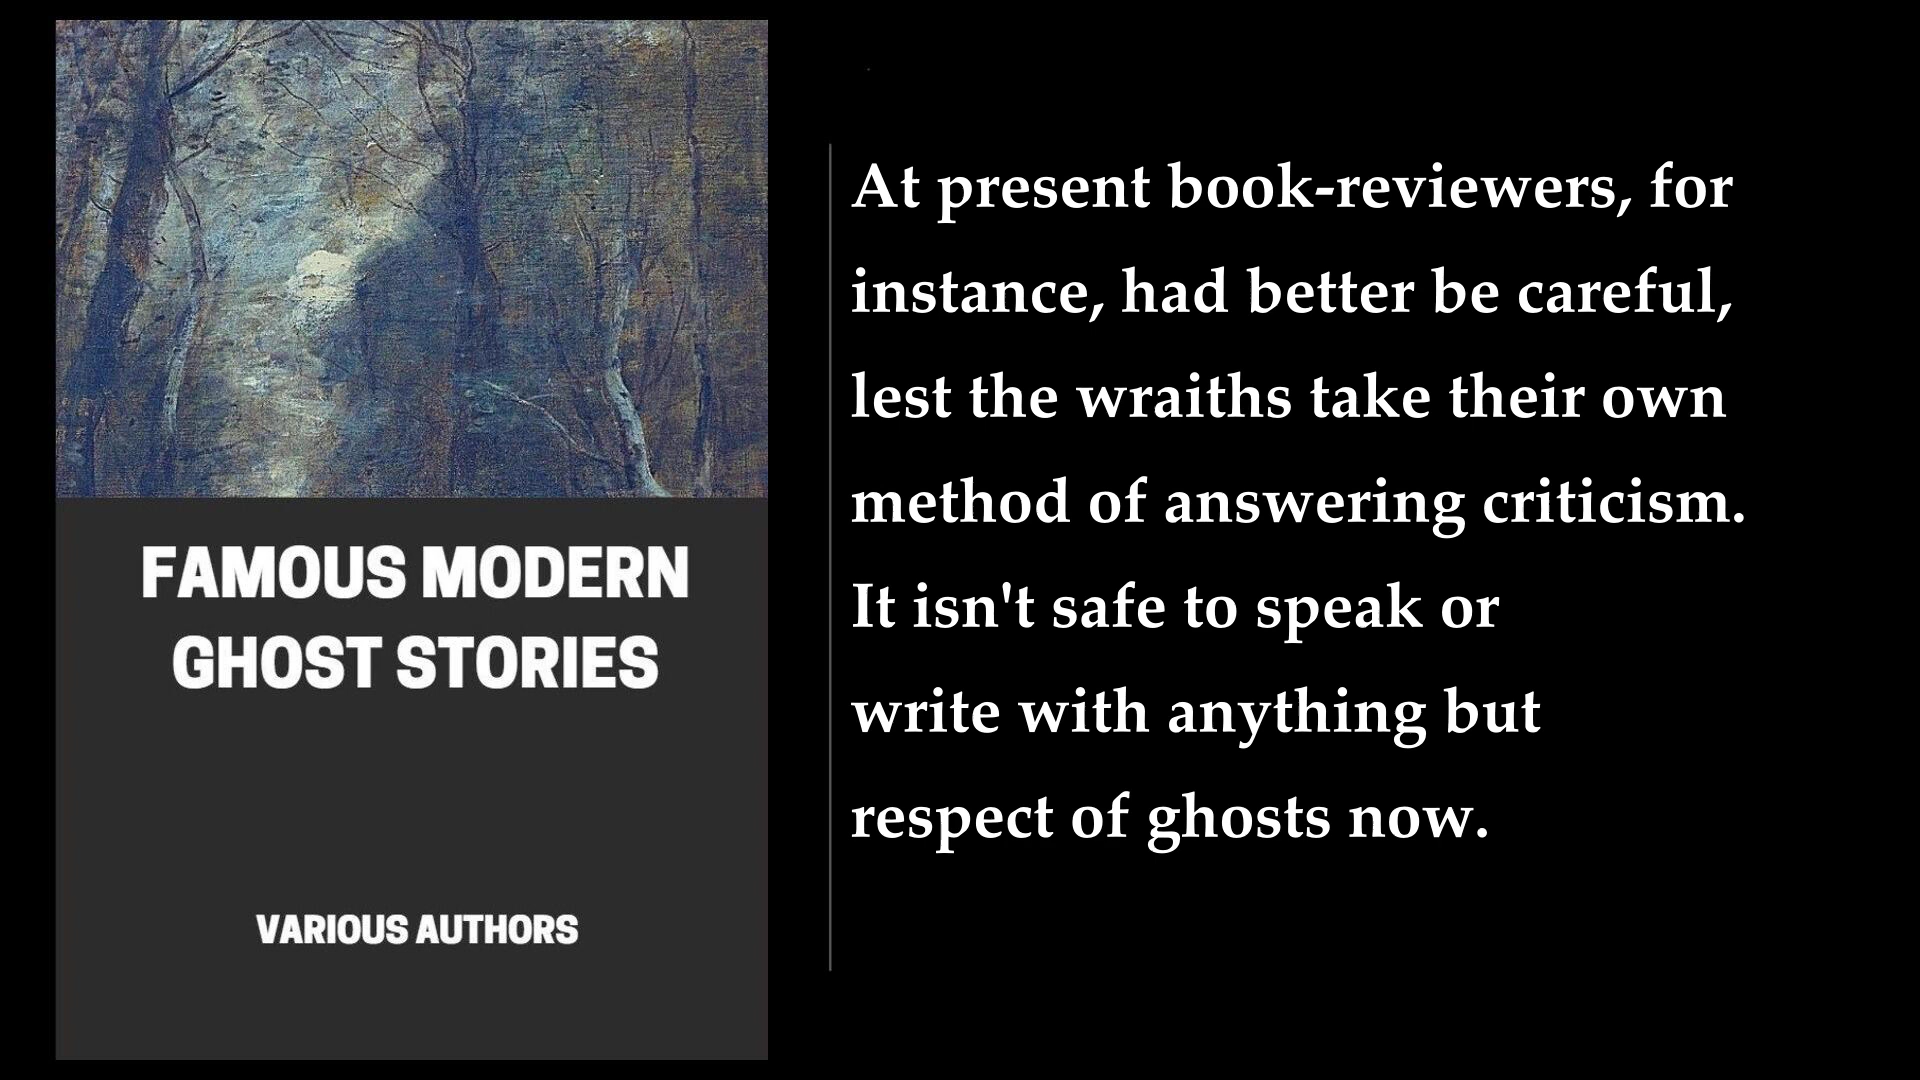 FAMOUS MODERN
GHOST STORIES
VARIOUS AUTHORS
At present book-reviewers, for
instance, had better be careful,
lest the wraiths take their own
method of answering criticism.
It isn't safe to speak or
write with anything but
respect of ghosts now.